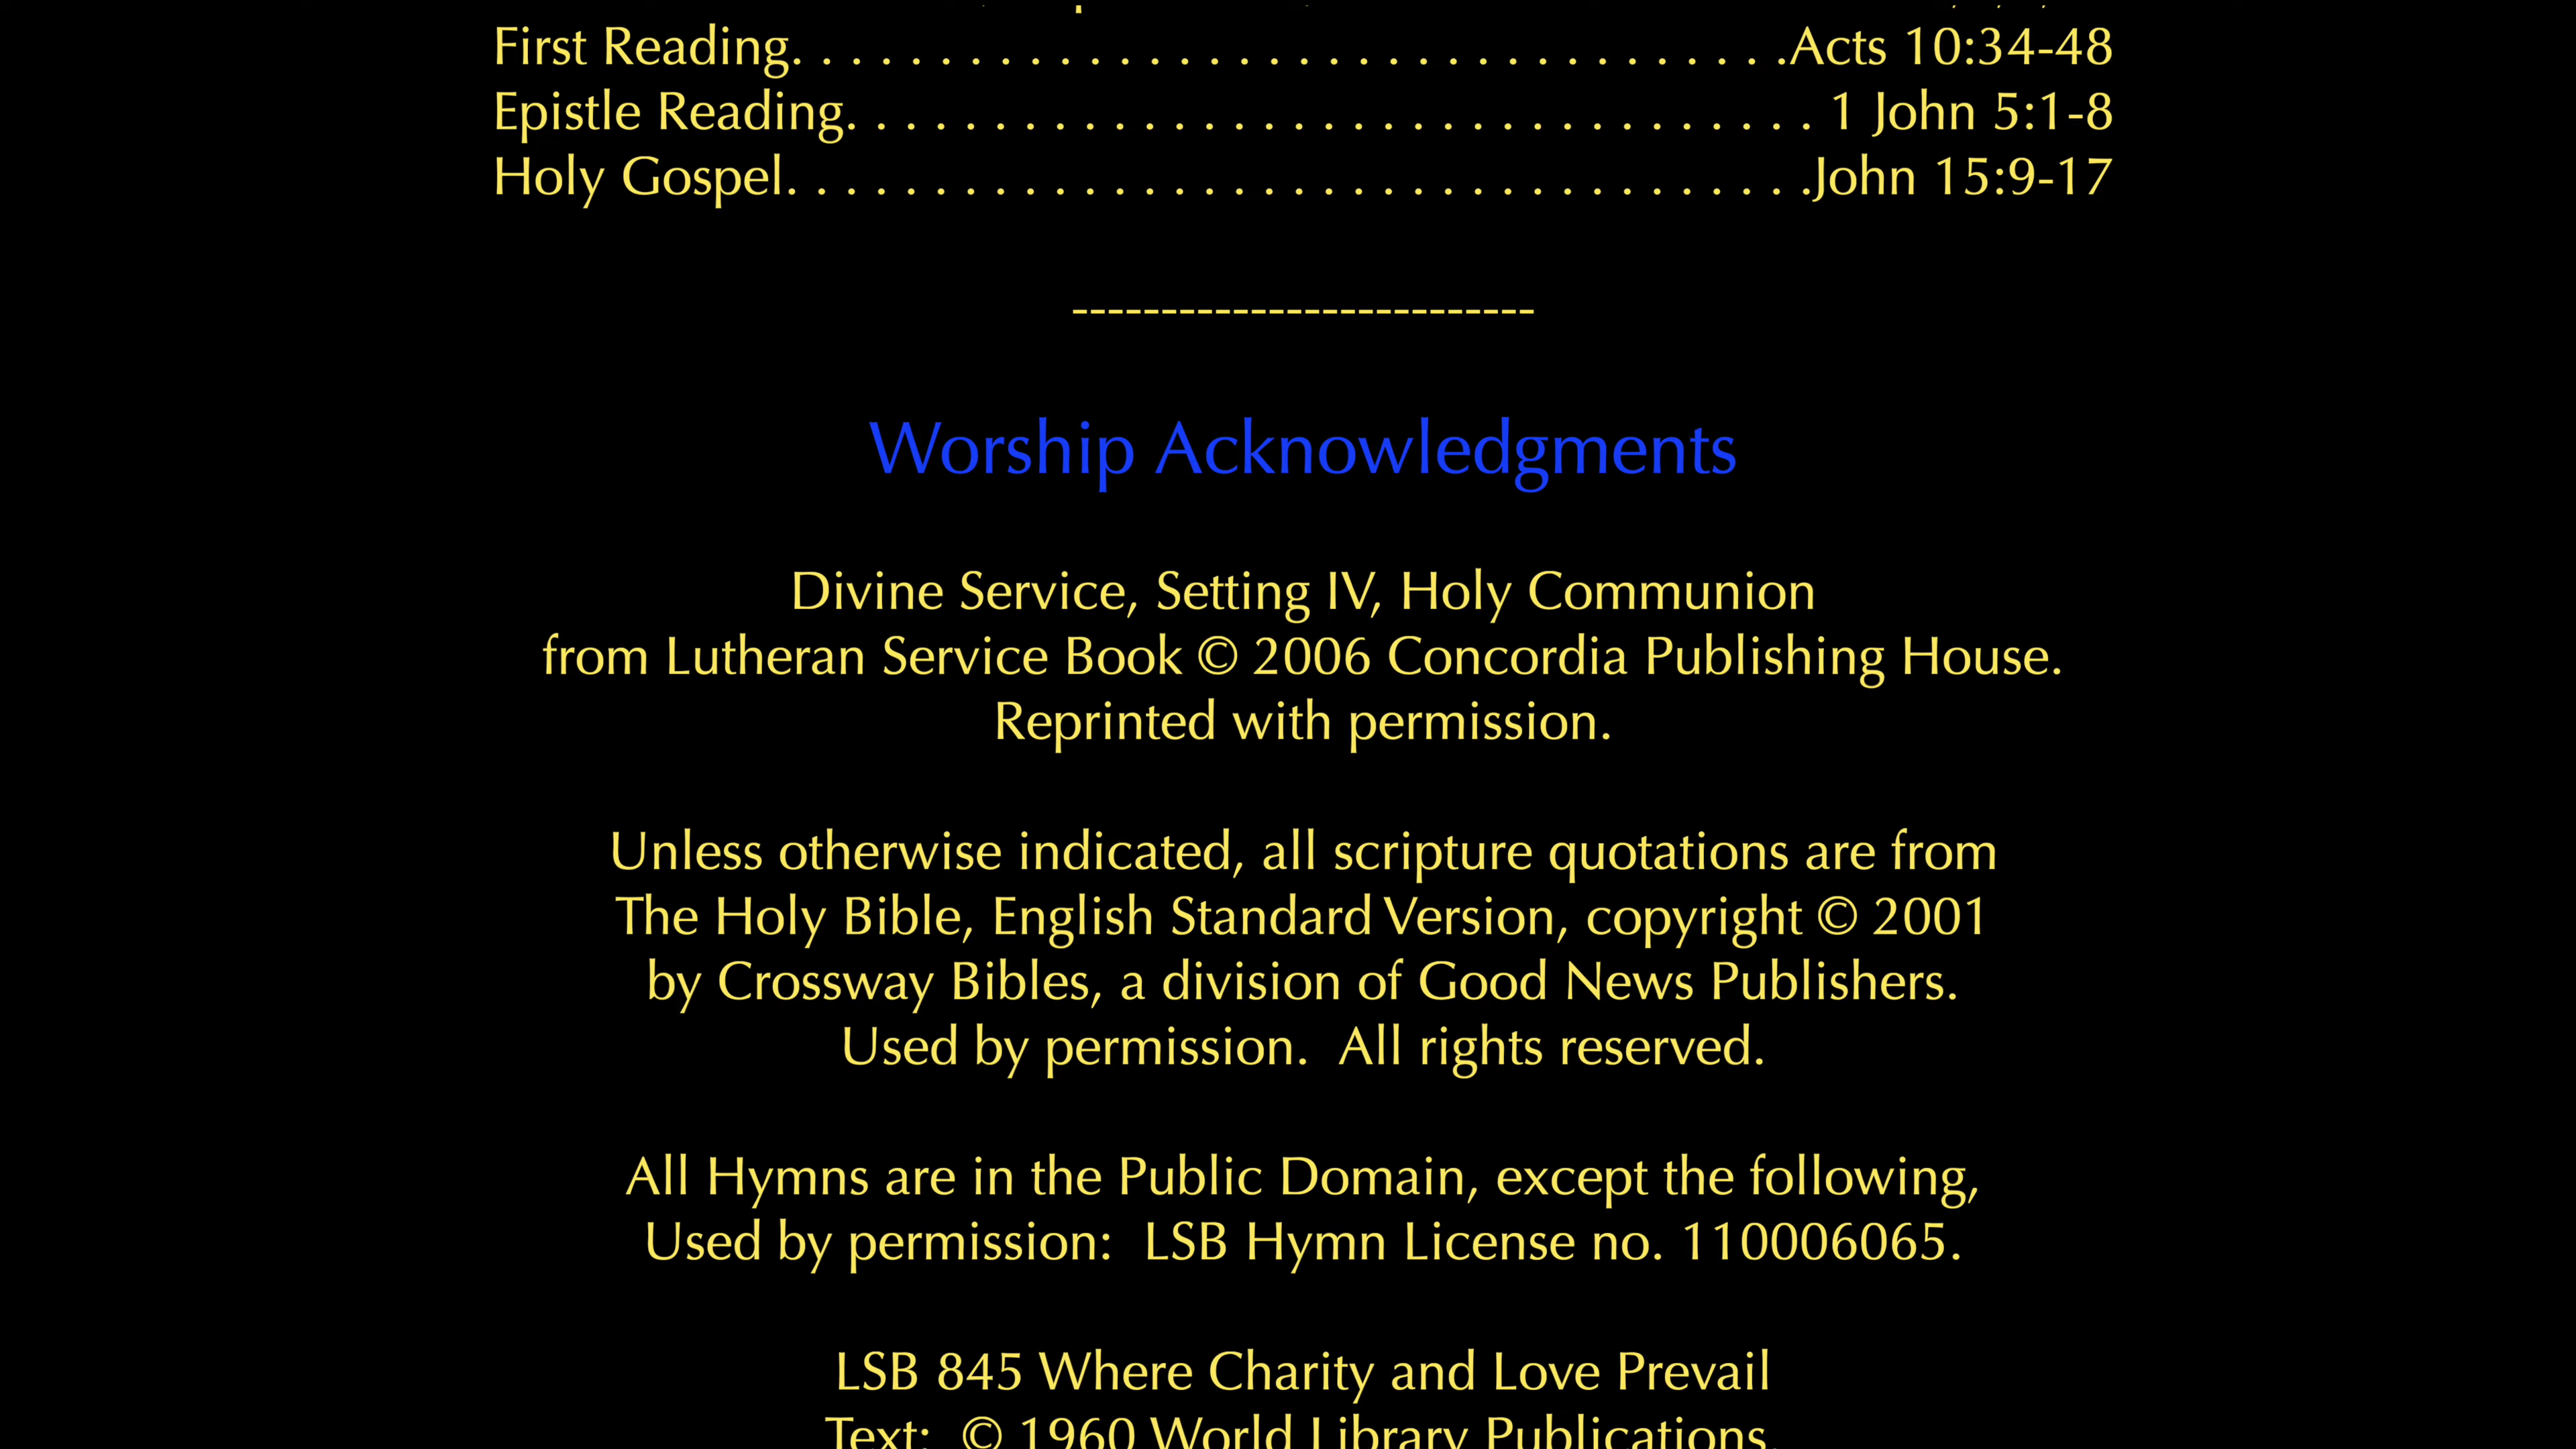 First Reading. . . . . . . . . . . . . . . . . . . . . . . . . . . . . . . . . .Acts 10:34-48
Epistle Reading. . . . . . . . . . . . . . . . . . . . . . . . . . . . . . . . . 1 John 5:1-8
Holy Gospel. . . . . . . . . . . . . . . . . . . . . . . . . . . . . . . . . . .John 15:9-17
--------------------------
Worship Acknowledgments
Divine Service, Setting IV, Holy Communion
from Lutheran Service Book © 2006 Concordia Publishing House.
Reprinted with permission.
Unless otherwise indicated, all scripture quotations are from
The Holy Bible, English Standard Version, copyright © 2001
by Crossway Bibles, a division of Good News Publishers.
Used by permission.  All rights reserved.
All Hymns are in the Public Domain, except the following,
Used by permission:  LSB Hymn License no. 110006065.
LSB 845 Where Charity and Love Prevail
Text:  © 1960 World Library Publications.